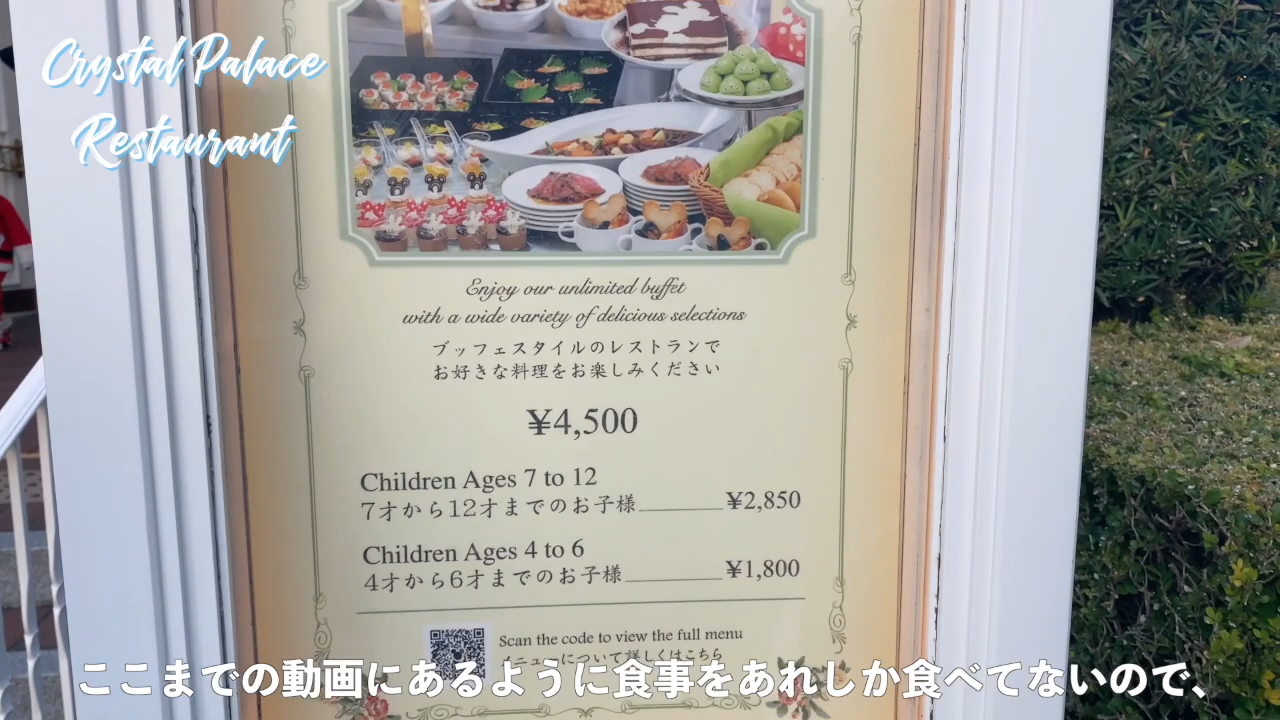 Crystal Palace
Restaurant
Enjoy our unlimited buffet
with a wide variety of delicious selections
ブッフェスタイルのレストランで
お好きな料理をお楽しみください
¥4,500
Children Ages 7 to 12
7才から12才までのお子様 ¥2,850
Children Ages 4 to 6
4才から6才までのお子様 ¥1,800
Scan the code to view the full menu
メニューについて詳しくはこちら
ここまでの動画にあるように食事をあれしか食べてないので、